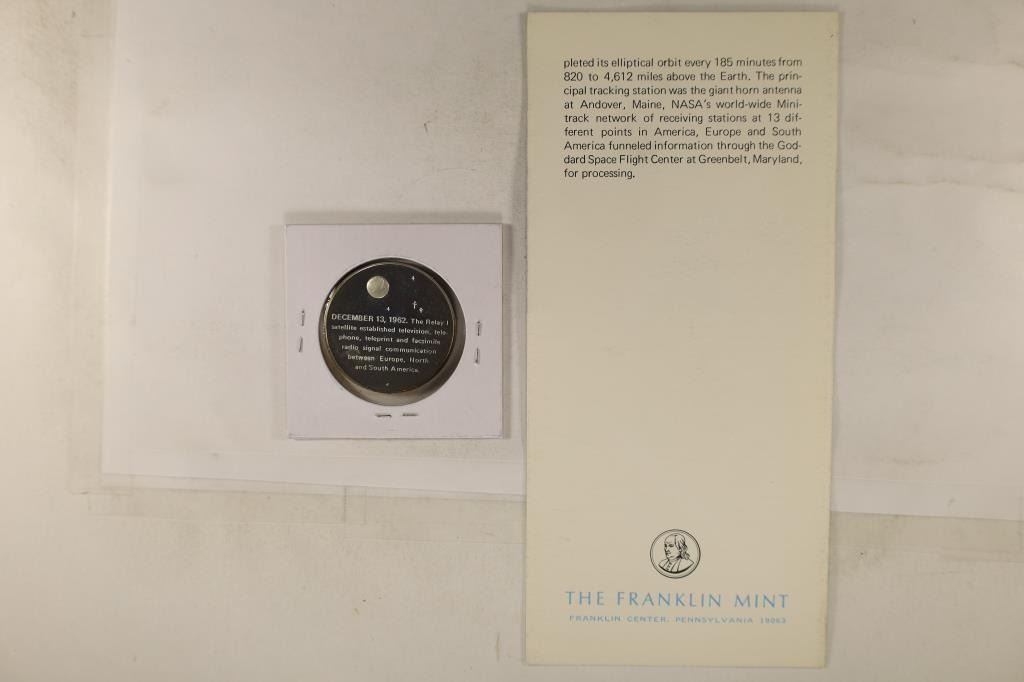 DECEMBER 13, 1962. The Relay I
satellite established television, tele-
phone, teleprint and facsimile
radio signal communication
between Europe, North
and South America.
pleted its elliptical orbit every 185 minutes from
820 to 4,612 miles above the Earth. The prin-
cipal tracking station was the giant horn antenna
at Andover, Maine, NASA's world-wide Mini-
track network of receiving stations at 13 dif-
ferent points in America, Europe and South
America funneled information through the God-
dard Space Flight Center at Greenbelt, Maryland,
for processing.
THE FRANKLIN MINT
FRANKLIN CENTER, PENNSYLVANIA 19063